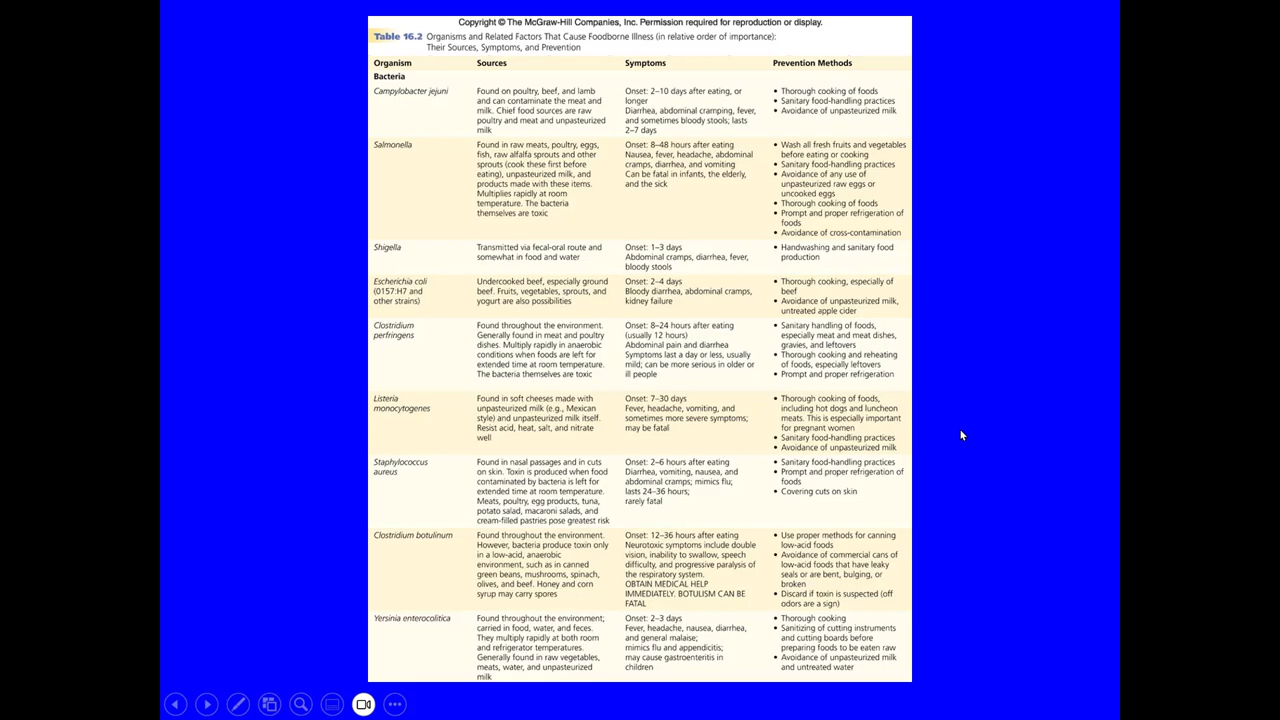 Copyright © The McGraw-Hill Companies, Inc. Permission required for reproduction or display.
Table 16.2 Organisms and Related Factors That Cause Foodborne Illness (in relative order of importance):
Their Sources, Symptoms, and Prevention
Organism Sources Symptoms Prevention Methods
Bacteria
Campylobacter jejuni
Found on poultry, beef, and lamb
and can contaminate the meat and
milk. Chief food sources are raw
poultry and meat and unpasteurized
milk
Onset: 2–10 days after eating, or
longer
Diarrhea, abdominal cramping, fever,
and sometimes bloody stools; lasts
2–7 days
• Thorough cooking of foods
• Sanitary food-handling practices
• Avoidance of unpasteurized milk
Salmonella
Found in raw meats, poultry, eggs,
fish, raw alfalfa sprouts and other
sprouts (cook these first before
eating), unpasteurized milk, and
products made with these items.
Multiplies rapidly at room
temperature. The bacteria
themselves are toxic
Onset: 8–48 hours after eating
Nausea, fever, headache, abdominal
cramps, diarrhea, and vomiting
Can be fatal in infants, the elderly,
and the sick
• Wash all fresh fruits and vegetables
before eating or cooking
• Sanitary food-handling practices
• Avoidance of any use of
unpasteurized raw eggs or
uncooked eggs
• Thorough cooking of foods
• Prompt and proper refrigeration of
foods
• Avoidance of cross-contamination
Shigella
Transmitted via fecal-oral route and
somewhat in food and water
Onset: 1–3 days
Abdominal cramps, diarrhea, fever,
bloody stools
• Handwashing and sanitary food
production
Escherichia coli
(0157:H7 and
other strains)
Undercooked beef, especially ground
beef. Fruits, vegetables, sprouts, and
yogurt are also possibilities
Onset: 2–4 days
Bloody diarrhea, abdominal cramps,
kidney failure
• Thorough cooking, especially of
beef
• Avoidance of unpasteurized milk,
untreated apple cider
Clostridium
perfringens
Found throughout the environment.
Generally found in meat and poultry
dishes. Multiply rapidly in anaerobic
conditions when foods are left for
extended time at room temperature.
The bacteria themselves are toxic
Onset: 8–24 hours after eating
(usually 12 hours)
Abdominal pain and diarrhea
Symptoms last a day or less, usually
mild; can be more serious in older or
ill people
• Sanitary handling of foods,
especially meat and meat dishes,
gravies, and leftovers
• Thorough cooking and reheating
of foods, especially leftovers
• Prompt and proper refrigeration
Listeria
monocytogenes
Found in soft cheeses made with
unpasteurized milk (e.g., Mexican
style) and unpasteurized milk itself.
Resist acid, heat, salt, and nitrate
well
Onset: 7–30 days
Fever, headache, vomiting, and
sometimes more severe symptoms;
may be fatal
• Thorough cooking of foods,
including hot dogs and luncheon
meats. This is especially important
for pregnant women
• Sanitary food-handling practices
• Avoidance of unpasteurized milk
Staphylococcus
aureus
Found in nasal passages and in cuts
on skin. Toxin is produced when food
contaminated by bacteria is left for
extended time at room temperature.
Meats, poultry, egg products, tuna,
potato salad, macaroni salads, and
cream-filled pastries pose greatest risk
Onset: 2–6 hours after eating
Diarrhea, vomiting, nausea, and
abdominal cramps; mimics flu;
lasts 24–36 hours;
rarely fatal
• Sanitary food-handling practices
• Prompt and proper refrigeration of
foods
• Covering cuts on skin
Clostridium botulinum
Found throughout the environment.
However, bacteria produce toxin only
in a low-acid, anaerobic
environment, such as in canned
green beans, mushrooms, spinach,
olives, and beef. Honey and corn
syrup may carry spores
Onset: 12–36 hours after eating
Neurotoxic symptoms include double
vision, inability to swallow, speech
difficulty, and progressive paralysis of
the respiratory system.
OBTAIN MEDICAL HELP
IMMEDIATELY. BOTULISM CAN BE
FATAL
• Use proper methods for canning
low-acid foods
• Avoidance of commercial cans of
low-acid foods that have leaky
seals or are bent, bulging, or
broken
• Discard if toxin is suspected (off
odors are a sign)
Yersinia enterocolitica
Found throughout the environment;
carried in food, water, and feces.
They multiply rapidly at both room
and refrigerator temperatures.
Generally found in raw vegetables,
meats, water, and unpasteurized
milk
Onset: 2–3 days
Fever, headache, nausea, diarrhea,
and general malaise;
mimics flu and appendicitis;
may cause gastroenteritis in
children
• Thorough cooking
• Sanitizing of cutting instruments
and cutting boards before
preparing foods to be eaten raw
• Avoidance of unpasteurized milk
and untreated water